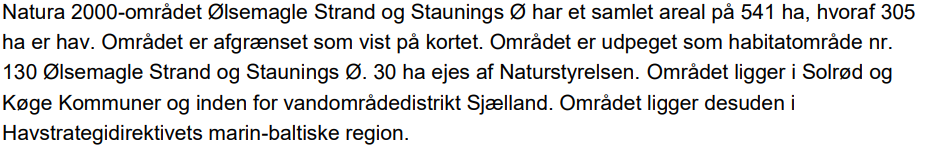 Natura 2000-området Ølsemagle Strand og Staunings Ø har et samlet areal på 541 ha, hvoraf 305
ha er hav. Området er afgrænset som vist på kortet. Området er udpeget som habitatområde nr.
130 Ølsemagle Strand og Staunings Ø. 30 ha ejes af Naturstyrelsen. Området ligger i Solrød og
Køge Kommuner og inden for vandområdedistrikt Sjælland. Området ligger desuden i
Havstrategidirektivets marin-baltiske region.